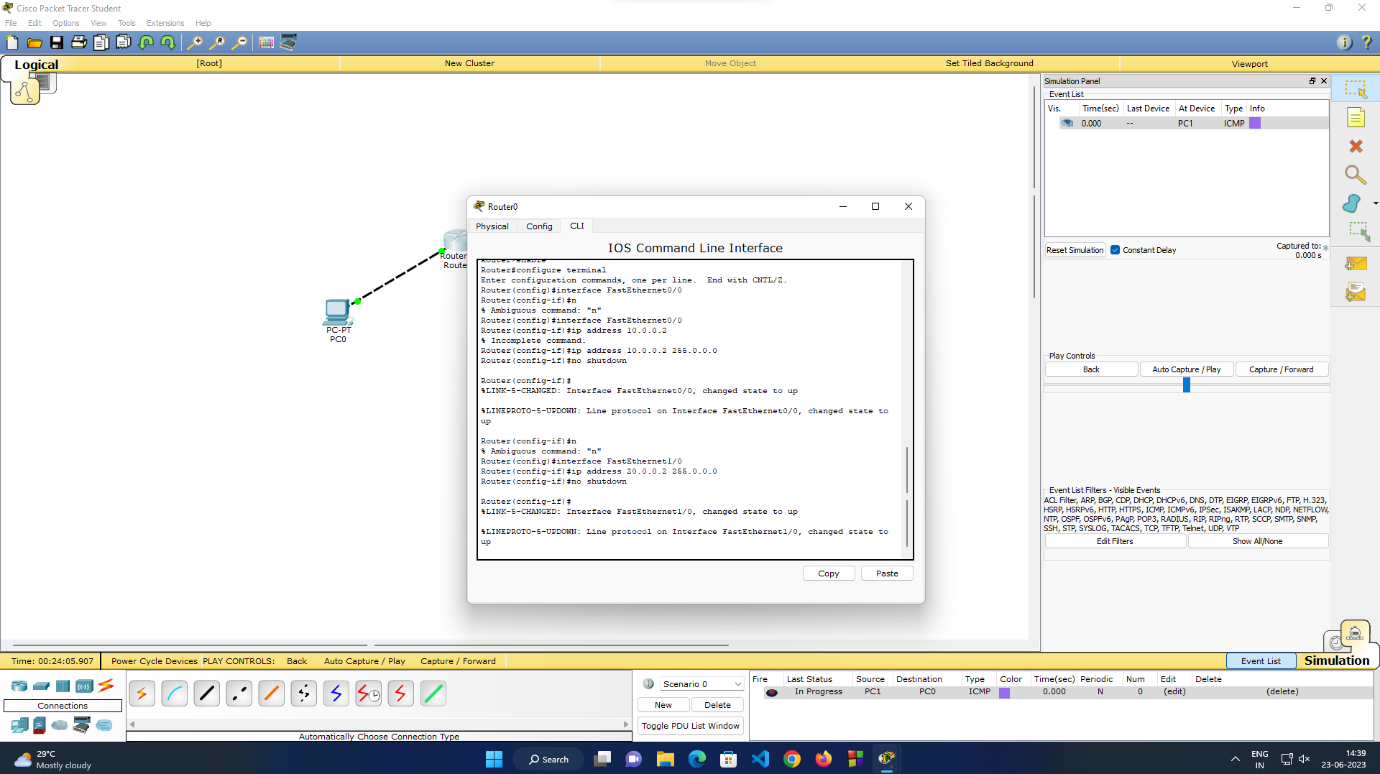 Cisco Packet Tracer Student
File Edit Options View Tools Extensions Help
Logical
[Root]
New Cluster
Move Object
Set Tiled Background
Viewport
Router
Route
PC-PT
PC0
Router0
Physical Config CLI
IOS Command Line Interface
Router>enable
Router#configure terminal
Enter configuration commands, one per line. End with CNTL/Z.
Router(config)#interface FastEthernet0/0
Router(config-if)#n
% Ambiguous command: "n"
Router(config)#interface FastEthernet0/0
Router(config-if)#ip address 10.0.0.2
% Incomplete command.
Router(config-if)#ip address 10.0.0.2 255.0.0.0
Router(config-if)#no shutdown
Router(config-if)#
%LINK-5-CHANGED: Interface FastEthernet0/0, changed state to up
%LINEPROTO-5-UPDOWN: Line protocol on Interface FastEthernet0/0, changed state to
up
Router(config-if)#n
% Ambiguous command: "n"
Router(config)#interface FastEthernet1/0
Router(config-if)#ip address 20.0.0.2 255.0.0.0
Router(config-if)#no shutdown
Router(config-if)#
%LINK-5-CHANGED: Interface FastEthernet1/0, changed state to up
%LINEPROTO-5-UPDOWN: Line protocol on Interface FastEthernet1/0, changed state to
up
Copy Paste
Simulation Panel
Event List
Vis. Time(sec) Last Device At Device Type Info
0.000 -- PC1 ICMP
Reset Simulation Constant Delay
Captured to:
0.000 s
Play Controls
Back Auto Capture / Play Capture / Forward
Event List Filters - Visible Events
ACL Filter, ARP, BGP, CDP, DHCP, DHCPv6, DNS, DTP, EIGRP, EIGRPv6, FTP, H.323,
HSRP, HSRPv6, HTTP, HTTPS, ICMP, ICMPv6, IPSec, ISAKMP, LACP, NDP, NETFLOW,
NTP, OSPF, OSPFv6, PAgP, POP3, RADIUS, RIP, RIPng, RTP, SCCP, SMTP, SNMP,
SSH, STP, SYSLOG, TACACS, TCP, TFTP, Telnet, UDP, VTP
Edit Filters Show All/None
Time: 00:24:05.907 Power Cycle Devices PLAY CONTROLS: Back Auto Capture / Play Capture / Forward
Event List Simulation
Connections
Automatically Choose Connection Type
Scenario 0
New Delete
Toggle PDU List Window
Fire Last Status Source Destination Type Color Time(sec) Periodic Num Edit Delete
In Progress PC1 PC0 ICMP 0.000 N 0 (edit) (delete)
29°C
Mostly cloudy
Search
ENG
IN
14:39
23-06-2023